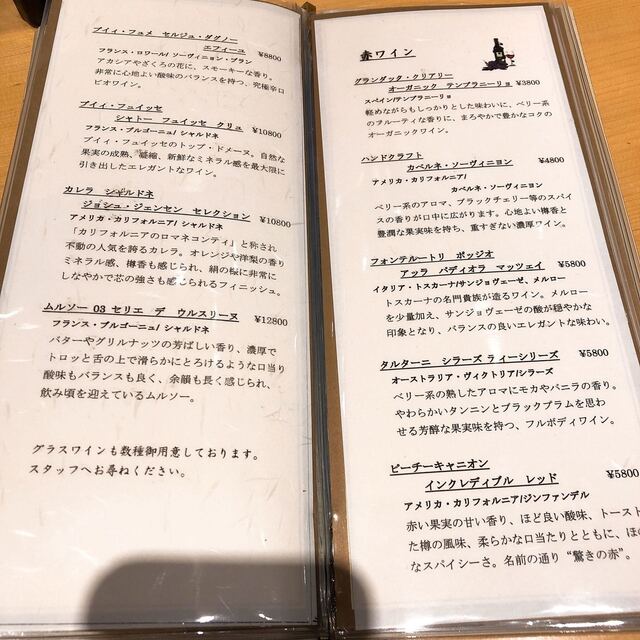 プイィ・フュメ セルジュ・ダグノー
エフィーユ ¥8800
フランス・ロワール/ ソーヴィニョン・ブラン
アカシアやざくろの花に、スモーキーな香り。
非常に心地よい酸味のバランスを持つ、究極辛口
ビオワイン。
プイィ・フュイッセ
シャトー フュイッセ クリュ ¥10800
フランス・ブルゴーニュ/ シャルドネ
プイィ・フュイッセのトップ・ドメーヌ。自然な
果実の成熟、凝縮、新鮮なミネラル感を最大限に
引き出したエレガントなワイン。
カレラ シャルドネ
ジョシュ・ジェンセン セレクション ¥10800
アメリカ・カリフォルニア/ シャルドネ
「カリフォルニアのロマネコンティ」と称され
不動の人気を誇るカレラ。オレンジや洋梨の香り
ミネラル感、樽香も感じられ、絹の様に非常に
しなやかで芯の強さも感じられるフィニッシュ。
ムルソー 03 セリエ デ ウルスリーヌ ¥12800
フランス・ブルゴーニュ/ シャルドネ
バターやグリルナッツの芳ばしい香り、濃厚で
トロッと舌の上で滑らかにとろけるような口当り
酸味もバランスも良く、余韻も長く感じられ、
飲み頃を迎えているムルソー。
グラスワインも数種御用意しております。
スタッフへお尋ねください。
赤ワイン
グランダック・クリアリー
オーガニック テンプラニーリョ ¥3800
スペイン/テンプラニーリョ
軽めながらもしっかりとした味わいに、ベリー系
のフルーティな香りに、まろやかで豊かなコクの
オーガニックワイン。
ハンドクラフト
カベルネ・ソーヴィニヨン ¥4800
アメリカ・カリフォルニア/
カベルネ・ソーヴィニヨン
ベリー系のアロマ、ブラックチェリー等のスパイ
スの香りが口中に広がります。心地よい樽香と
豊潤な果実味を持ち、重すぎない濃厚ワイン。
フォンテルートリ ポッジオ
アッラ バディオラ マッツェイ ¥5800
イタリア・トスカーナ/サンジョヴェーゼ、メルロー
トスカーナの名門貴族が造るワイン。メルロー
を少量加え、サンジョヴェーゼの酸が穏やかな
印象となり、バランスの良いエレガントな味わい。
タルターニ シラーズ ラィーシリーズ ¥5800
オーストラリア・ヴィクトリア/シラーズ
ベリー系の熟したアロマにモカやバニラの香り。
やわらかいタンニンとブラックプラムを思わ
せる芳醇な果実味を持つ、フルボディワイン。
ピーチーキャニオン
インクレディブル レッド ¥5800
アメリカ・カリフォルニア/ジンファンデル
赤い果実の甘い香り、ほど良い酸味、トースト
た樽の風味、柔らかな口当たりとともに、ほ
なスパイシーさ。名前の通り“驚きの赤”。